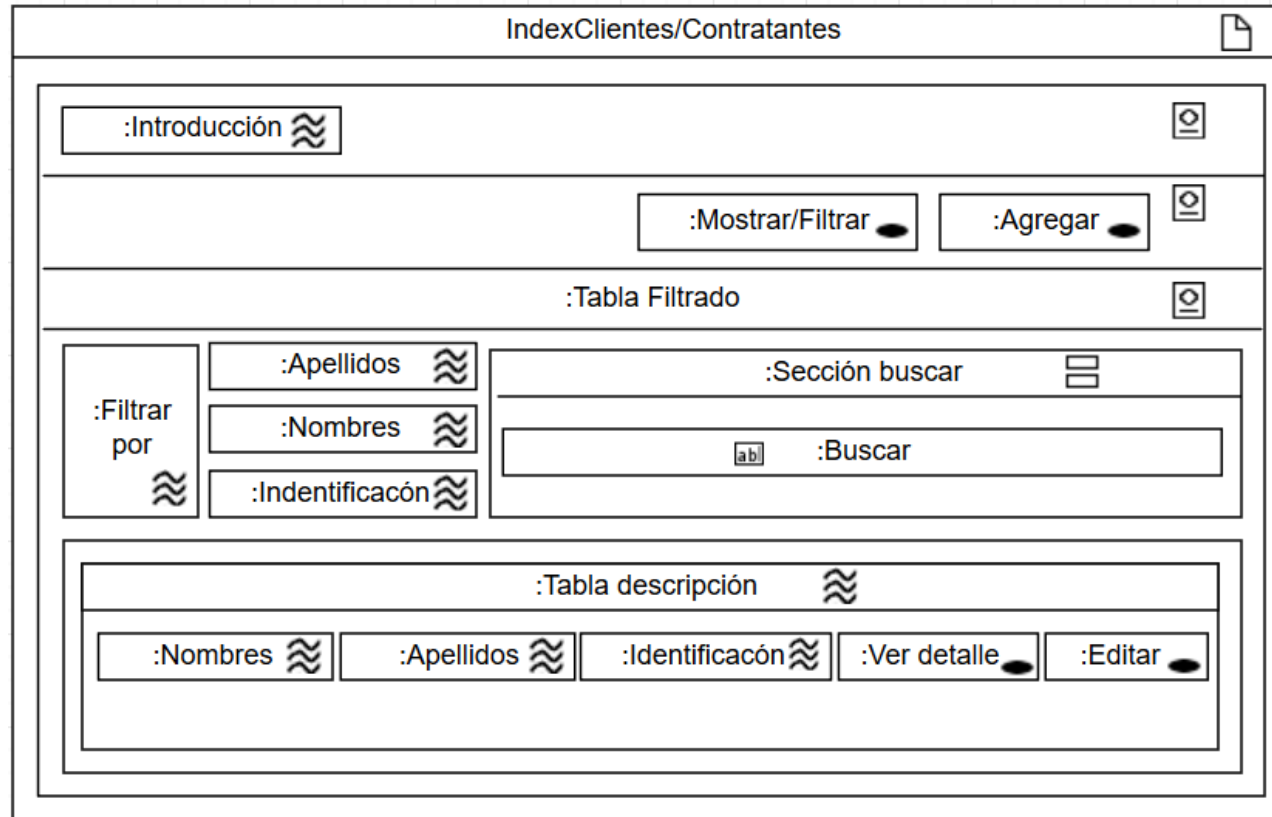 IndexClientes/Contratantes
:Introducción
:Mostrar/Filtrar
:Agregar
:Tabla Filtrado
:Filtrar
por
:Apellidos
:Nombres
:Indentificacón
:Sección buscar
ab
:Buscar
:Tabla descripción
:Nombres
:Apellidos
:Identificacón
:Ver detalle
:Editar